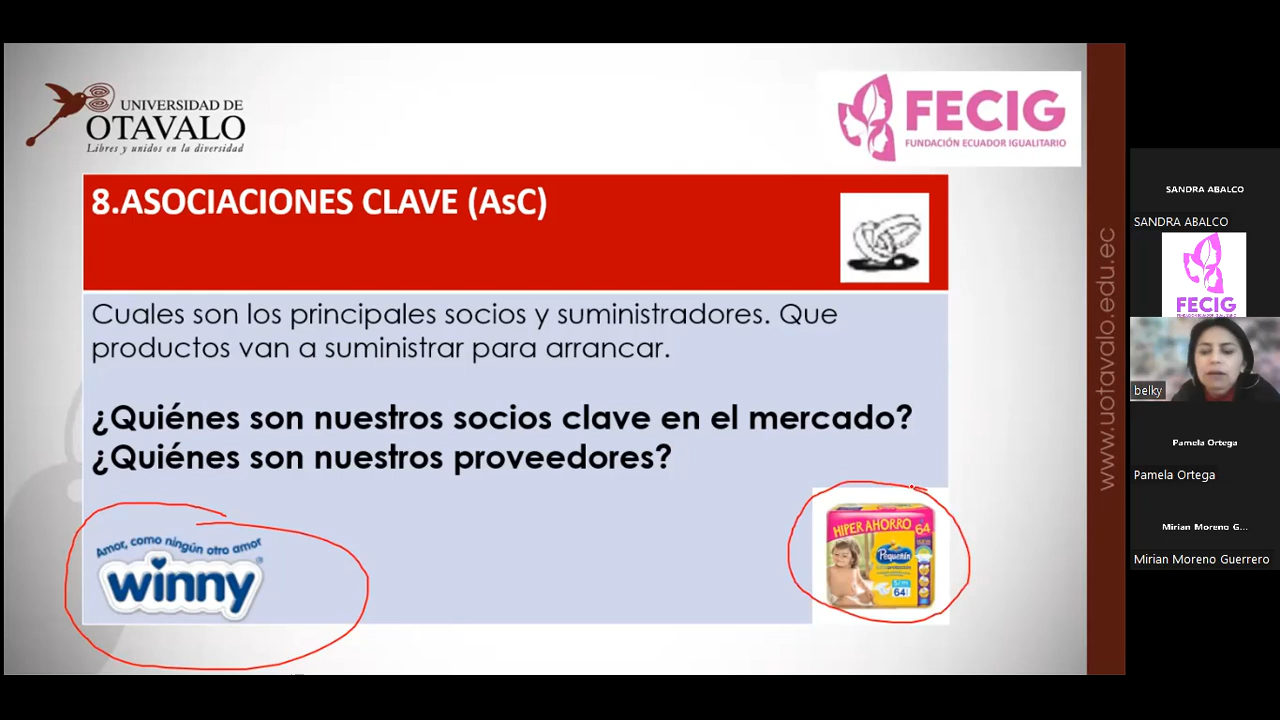 UNIVERSIDAD DE
OTAVALO
Libres y unidos en la diversidad
FECIG
FUNDACIÓN ECUADOR IGUALITARIO
8.ASOCIACIONES CLAVE (AsC)
Cuales son los principales socios y suministradores. Que
productos van a suministrar para arrancar.
¿Quiénes son nuestros socios clave en el mercado?
¿Quiénes son nuestros proveedores?
Amor, como ningún otro amor
winny
HIPER AHORRO 64
Pequeñín
64
www.uotavalo.edu.ec
SANDRA ABALCO
SANDRA ABALCO
FECIG
belky
Pamela Ortega
Pamela Ortega
Mirian Moreno G...
Mirian Moreno Guerrero